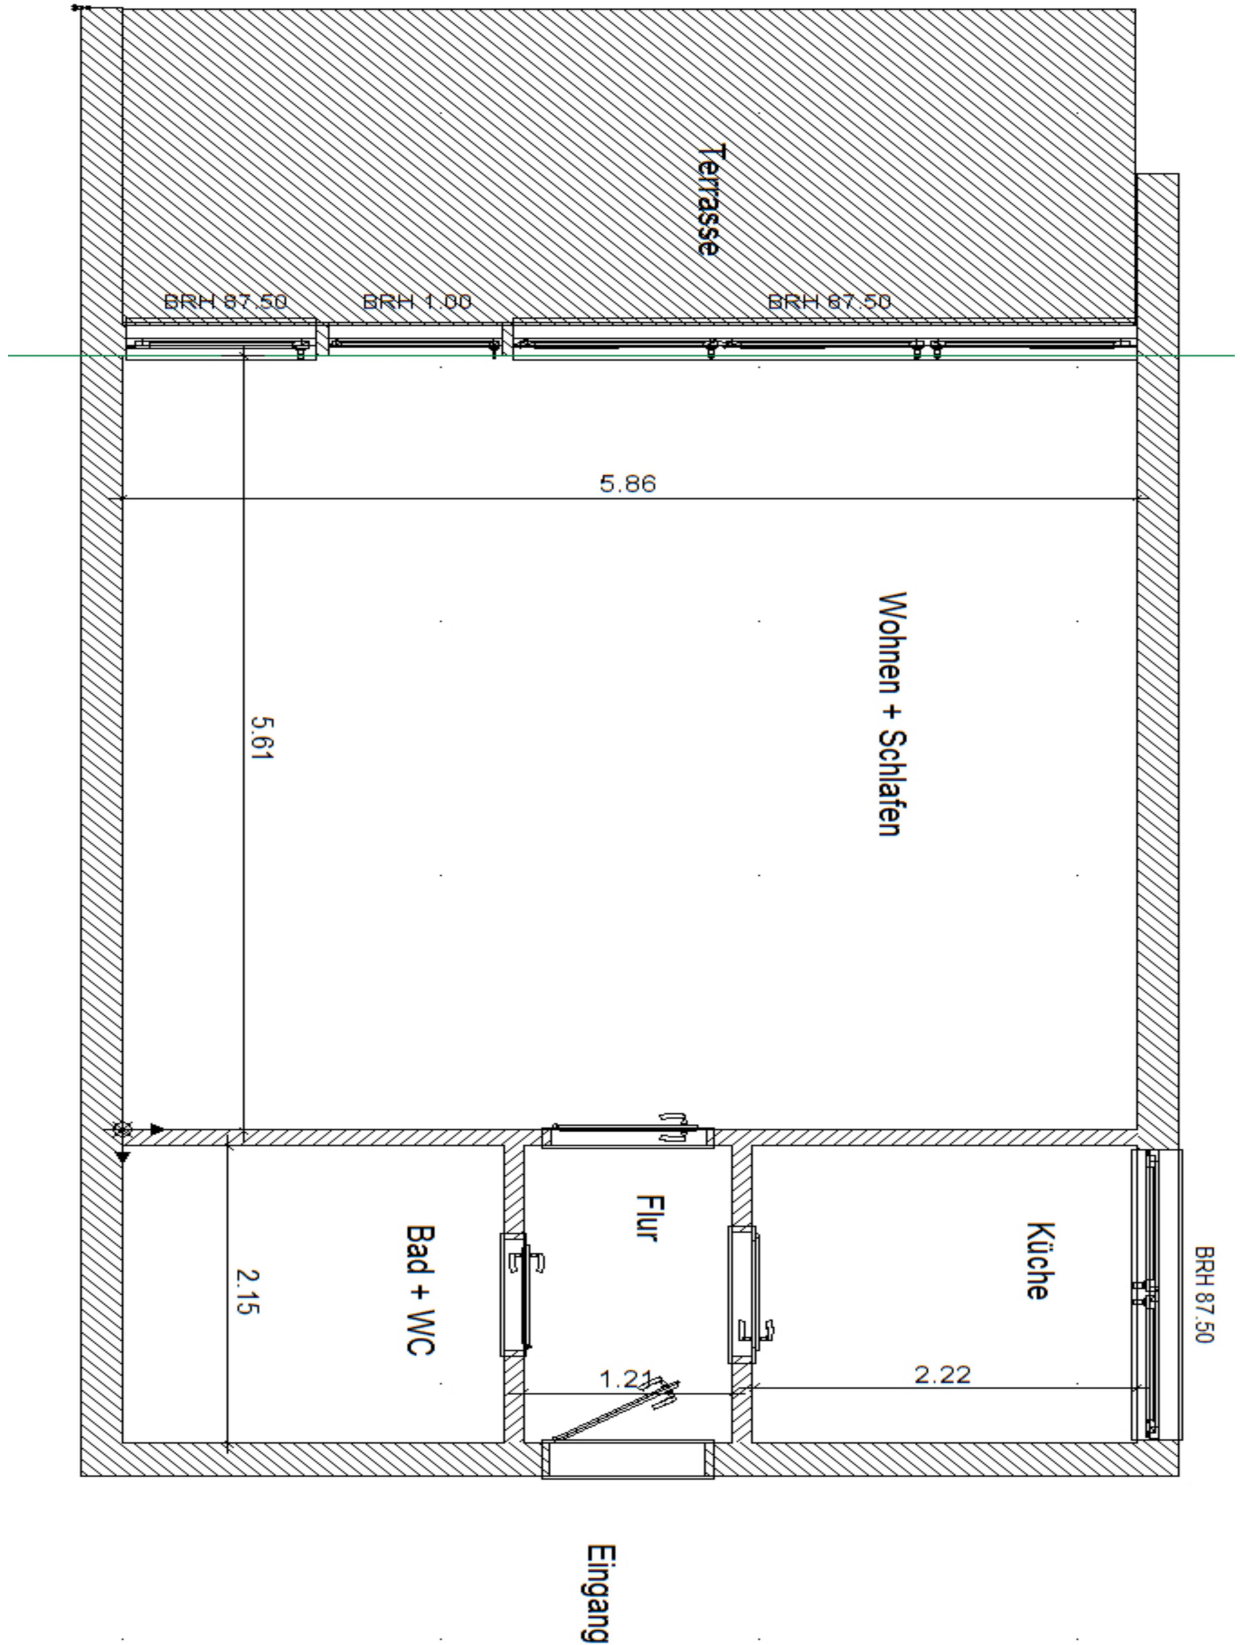 Terrasse
BRH 87.50
BRH 1.00
BRH 87.50
5.86
Wohnen + Schlafen
5.61
Flur
Küche
Bad + WC
2.15
BRH 87.50
1.21
2.22
Eingang